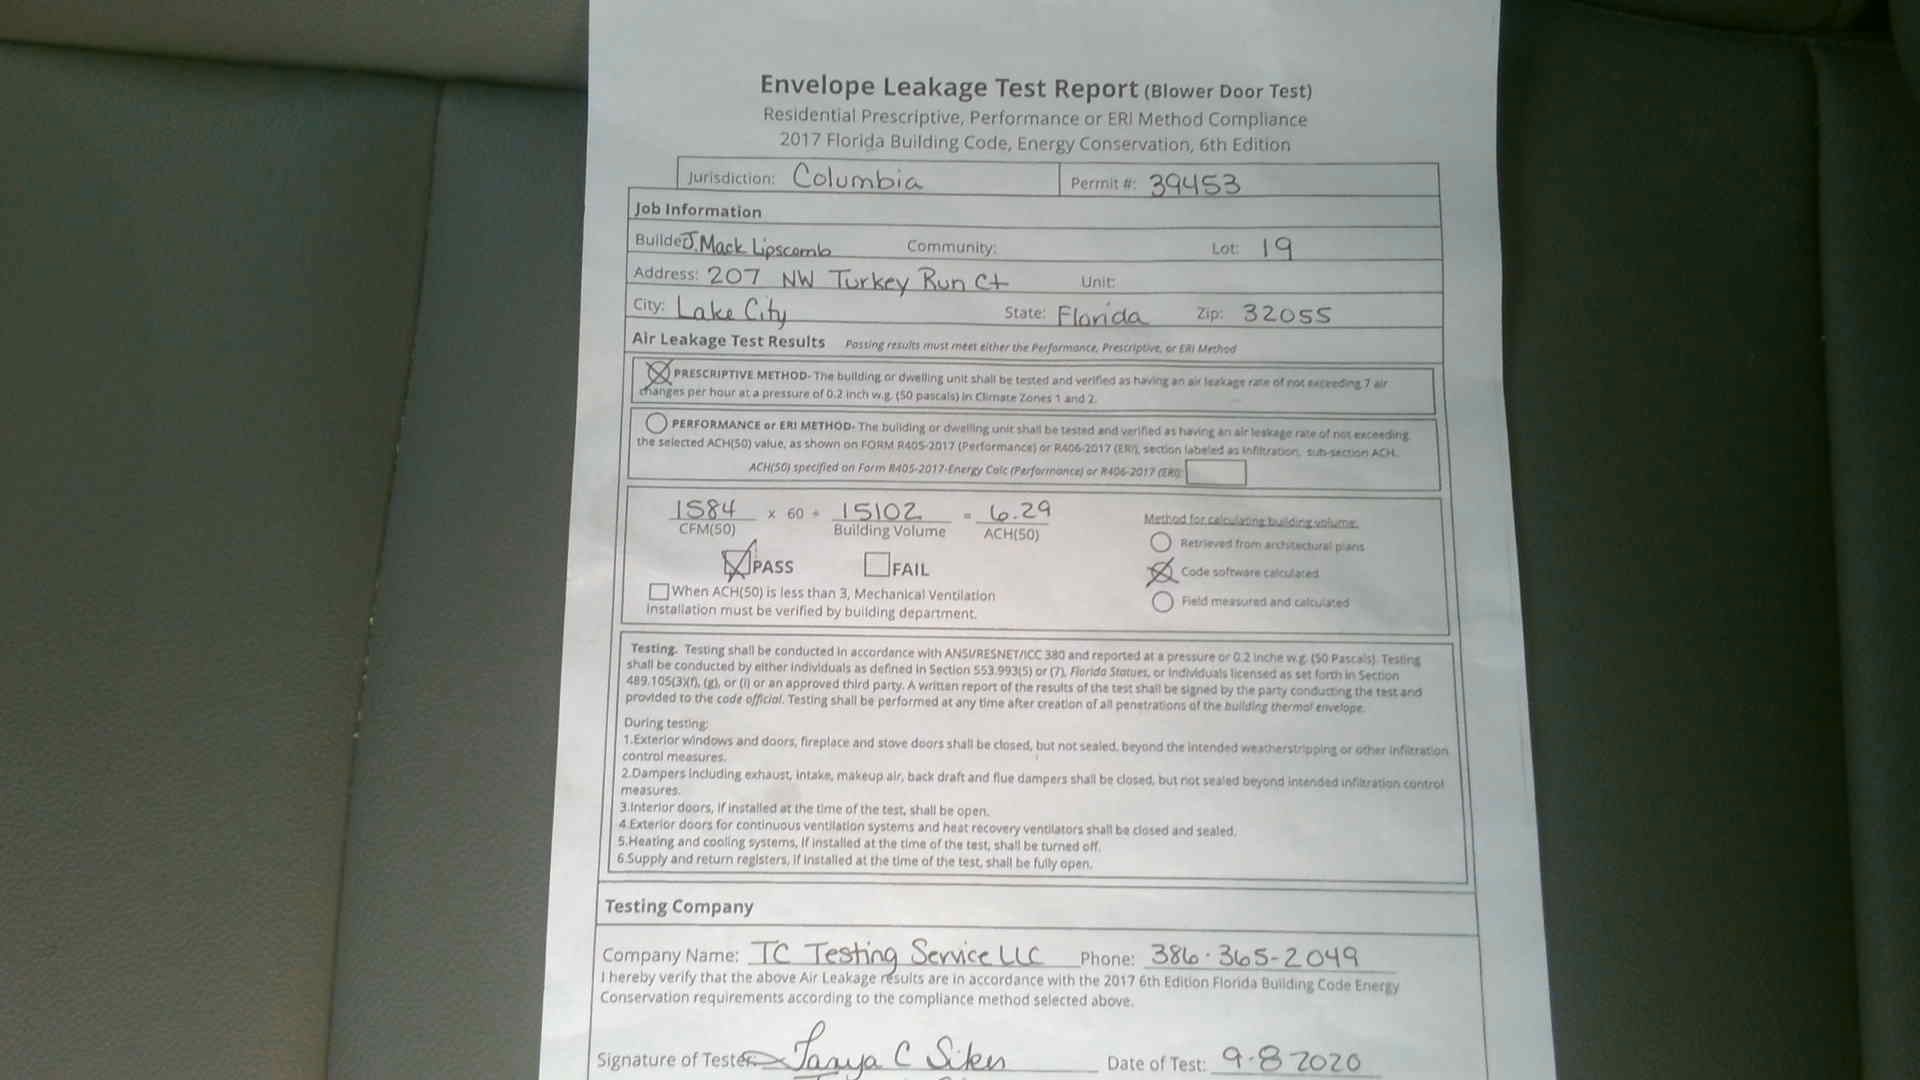 Envelope Leakage Test Report (Blower Door Test)
Residential Prescriptive, Performance or ERI Method Compliance
2017 Florida Building Code, Energy Conservation, 6th Edition
Jurisdiction: Columbia Permit #: 39453
Job Information
Builde J. Mack Lipscomb Community: Lot: 19
Address: 207 NW Turkey Run Ct Unit:
City: Lake City State: Florida Zip: 32055
Air Leakage Test Results Passing results must meet either the Performance, Prescriptive, or ERI Method
PRESCRIPTIVE METHOD- The building or dwelling unit shall be tested and verified as having an air leakage rate of not exceeding 7 air
changes per hour at a pressure of 0.2 inch w.g. (50 pascals) in Climate Zones 1 and 2.
PERFORMANCE or ERI METHOD- The building or dwelling unit shall be tested and verified as having an air leakage rate of not exceeding
the selected ACH(50) value, as shown on FORM R405-2017 (Performance) or R406-2017 (ERI), section labeled as infiltration, sub-section ACH.
ACH(50) specified on Form R405-2017-Energy Calc (Performance) or R406-2017 (ERI):
1584 x 60 ÷ 15102 = 6.29
CFM(50) Building Volume ACH(50)
PASS FAIL
When ACH(50) is less than 3, Mechanical Ventilation
installation must be verified by building department.
Method for calculating building volume:
Retrieved from architectural plans
Code software calculated
Field measured and calculated
Testing. Testing shall be conducted in accordance with ANSI/RESNET/ICC 380 and reported at a pressure or 0.2 inche w.g. (50 Pascals). Testing
shall be conducted by either individuals as defined in Section 553.993(5) or (7), Florida Statues, or individuals licensed as set forth in Section
489.105(3)(f), (g), or (i) or an approved third party. A written report of the results of the test shall be signed by the party conducting the test and
provided to the code official. Testing shall be performed at any time after creation of all penetrations of the building thermal envelope.
During testing:
1.Exterior windows and doors, fireplace and stove doors shall be closed, but not sealed, beyond the intended weatherstripping or other infiltration
control measures.
2.Dampers including exhaust, intake, makeup air, back draft and flue dampers shall be closed, but not sealed beyond intended infiltration control
measures.
3.Interior doors, if installed at the time of the test, shall be open.
4.Exterior doors for continuous ventilation systems and heat recovery ventilators shall be closed and sealed.
5.Heating and cooling systems, if installed at the time of the test, shall be turned off.
6.Supply and return registers, if installed at the time of the test, shall be fully open.
Testing Company
Company Name: TC Testing Service LLC Phone: 386-365-2049
I hereby verify that the above Air Leakage results are in accordance with the 2017 6th Edition Florida Building Code Energy
Conservation requirements according to the compliance method selected above.
Signature of Tester: Tanya C Siken Date of Test: 9-8 2020